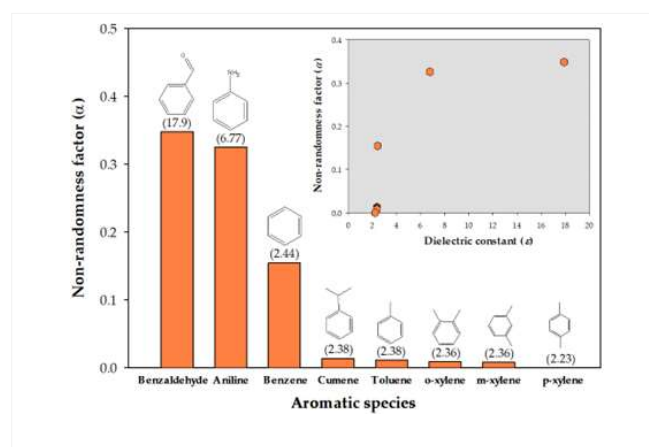 0.5
0.4
0.3
0.2
0.1
0.0
Non-randomness factor (α)
O
NH₂
(17.9)
(6.77)
(2.44)
(2.38)
(2.38)
(2.36)
(2.36)
(2.23)
Benzaldehyde Aniline Benzene Cumene Toluene o-xylene m-xylene p-xylene
Aromatic species
0.4
0.3
0.2
0.1
0.0
Non-randomness factor (α)
0 2 4 6 8 10 12 14 16 18 20
Dielectric constant (ε)